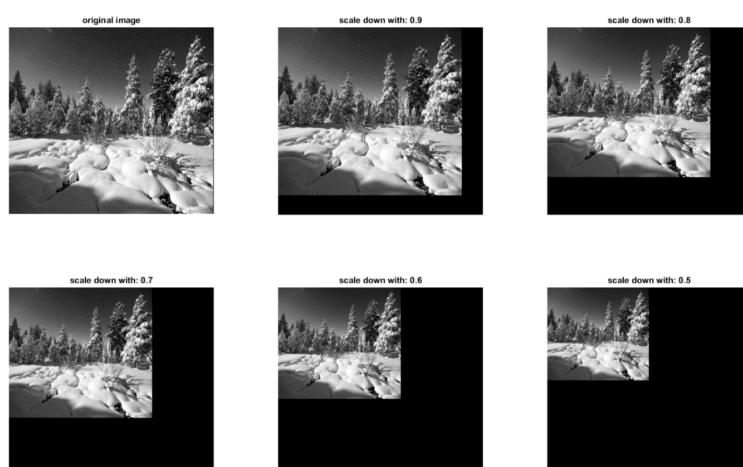 original image
scale down with: 0.9
scale down with: 0.8
scale down with: 0.7
scale down with: 0.6
scale down with: 0.5